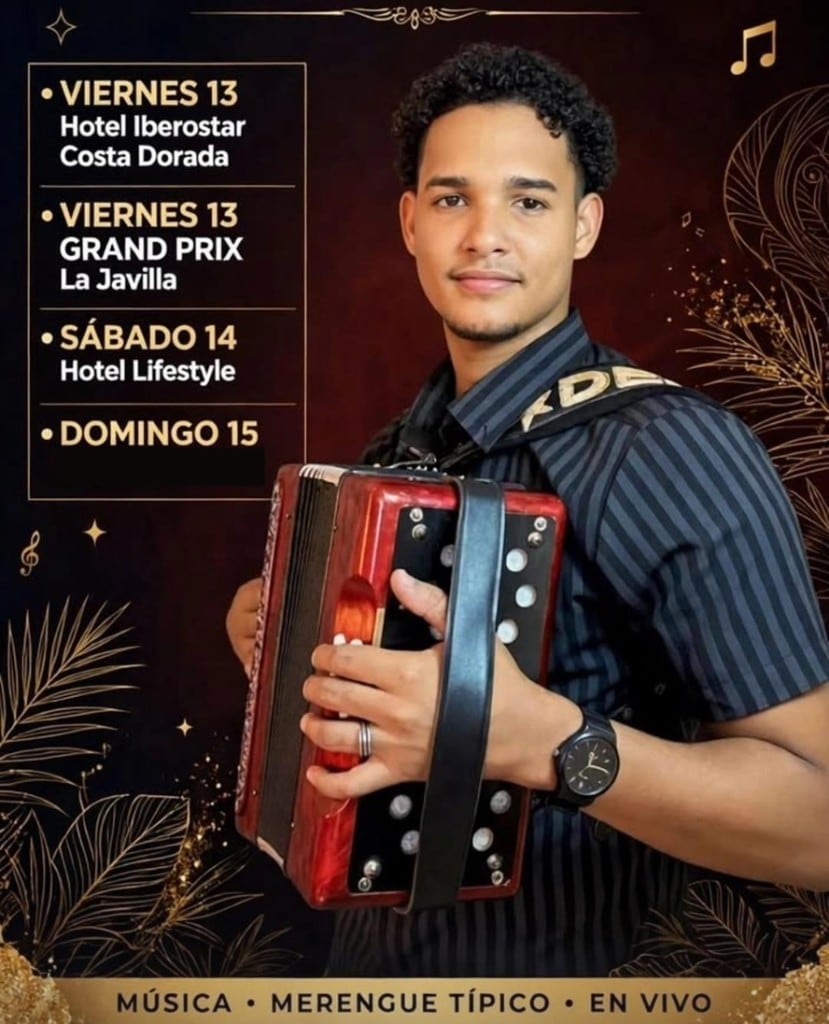 • VIERNES 13
Hotel Iberostar
Costa Dorada
• VIERNES 13
GRAND PRIX
La Javilla
• SÁBADO 14
Hotel Lifestyle
• DOMINGO 15
MÚSICA • MERENGUE TÍPICO • EN VIVO